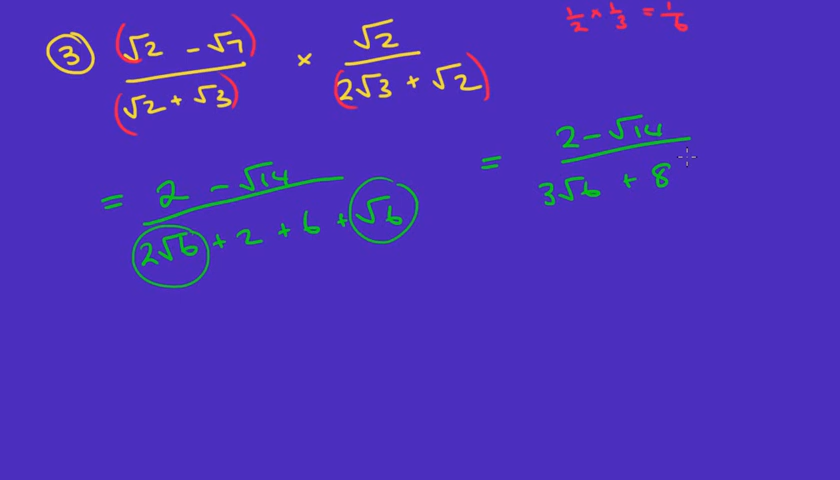 1/2 × 1/3 = 1/6
③ (√2 - √7)/(√2 + √3) × √2/(2√3 + √2)
= (2 - √14)/(2√6 + 2 + 6 + √6) = (2 - √14)/(3√6 + 8)